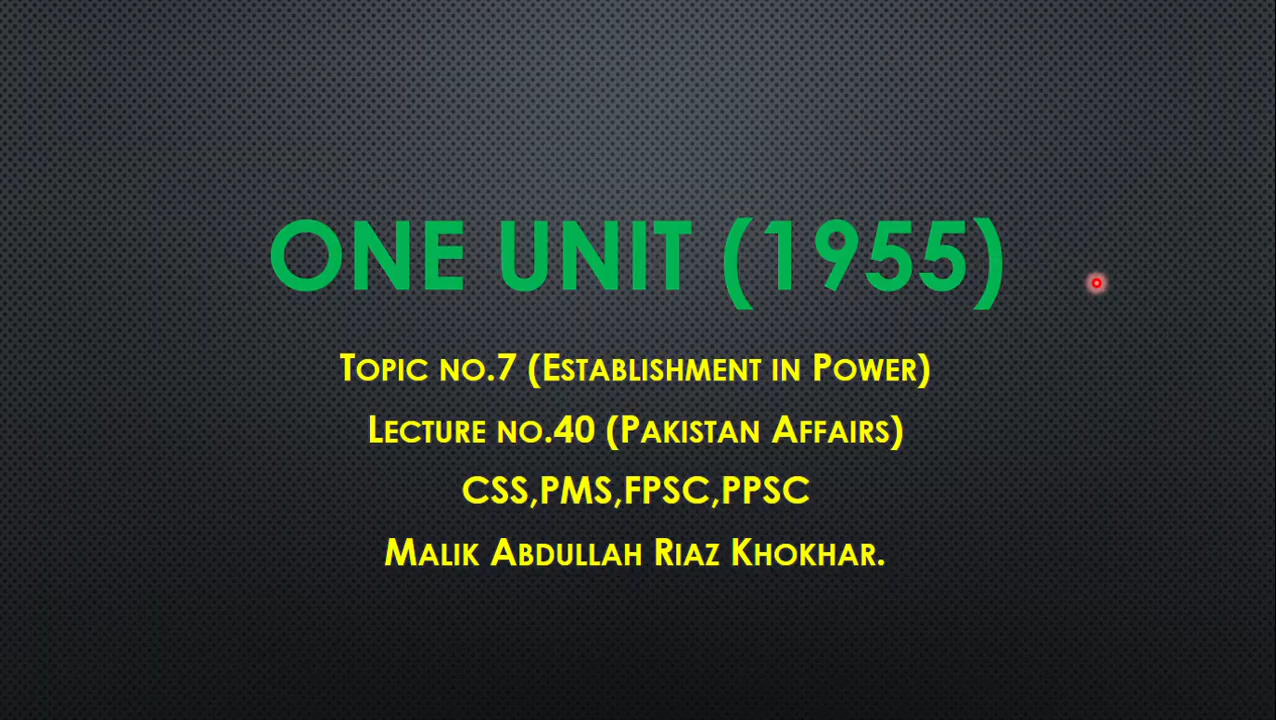 ONE UNIT (1955)
Topic no.7 (Establishment in Power)
Lecture no.40 (Pakistan Affairs)
CSS,PMS,FPSC,PPSC
Malik Abdullah Riaz Khokhar.